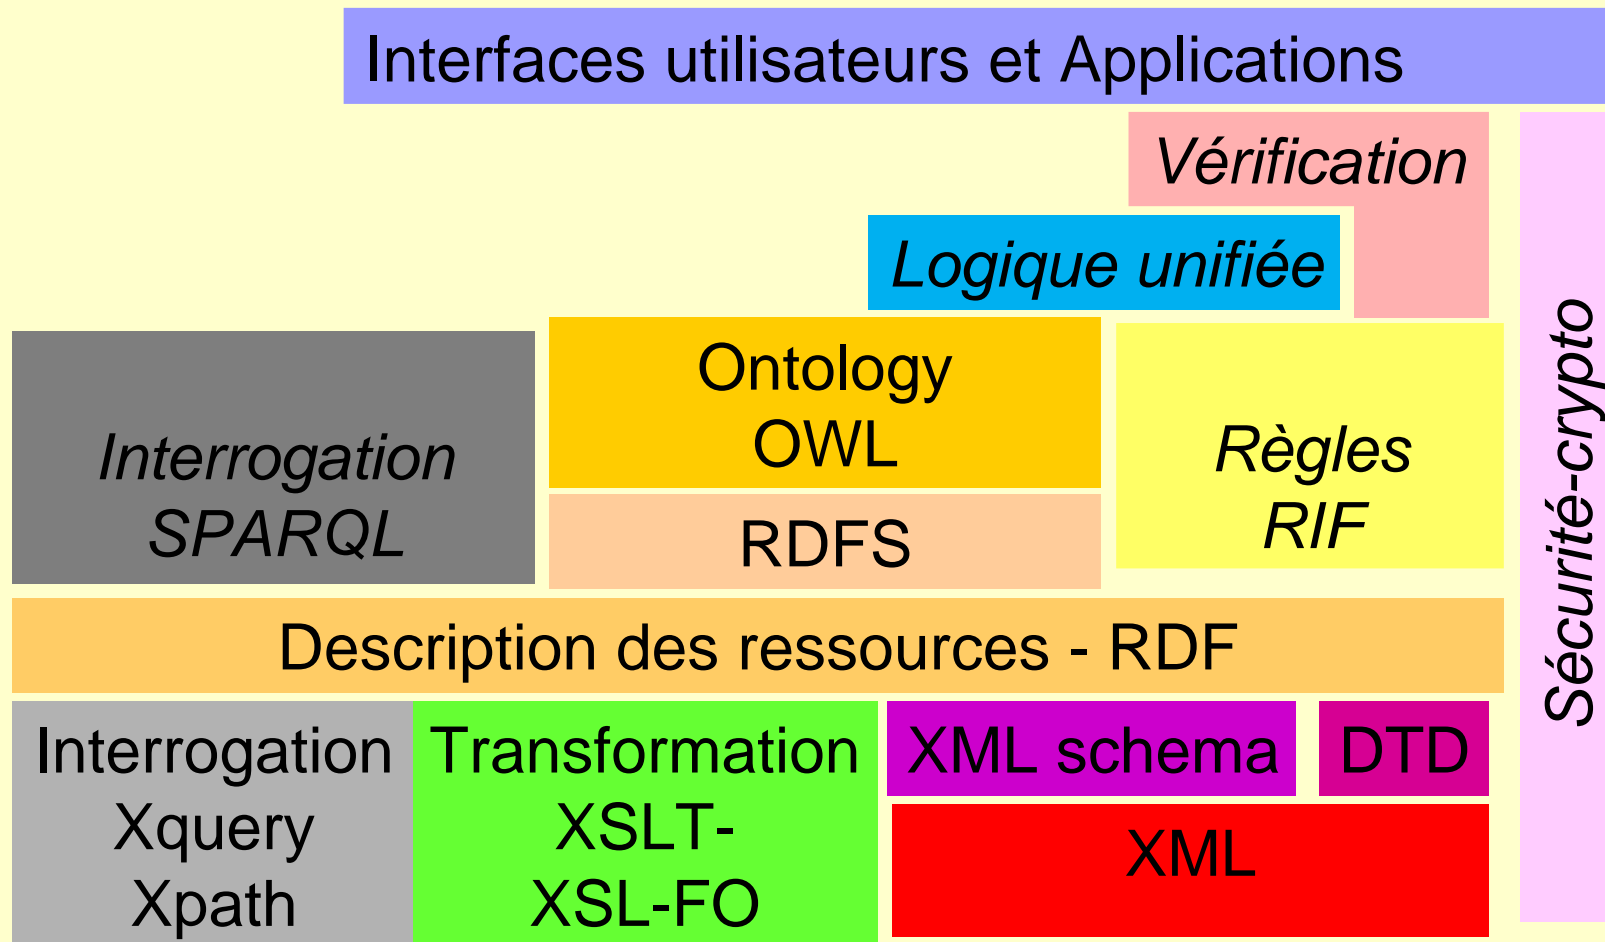 Interfaces utilisateurs et Applications
Vérification
Logique unifiée
Ontology
OWL
Interrogation
SPARQL
Règles
RIF
RDFS
Sécurité-crypto
Description des ressources - RDF
Interrogation
Xquery
Xpath
Transformation
XSLT-
XSL-FO
XML schema
DTD
XML